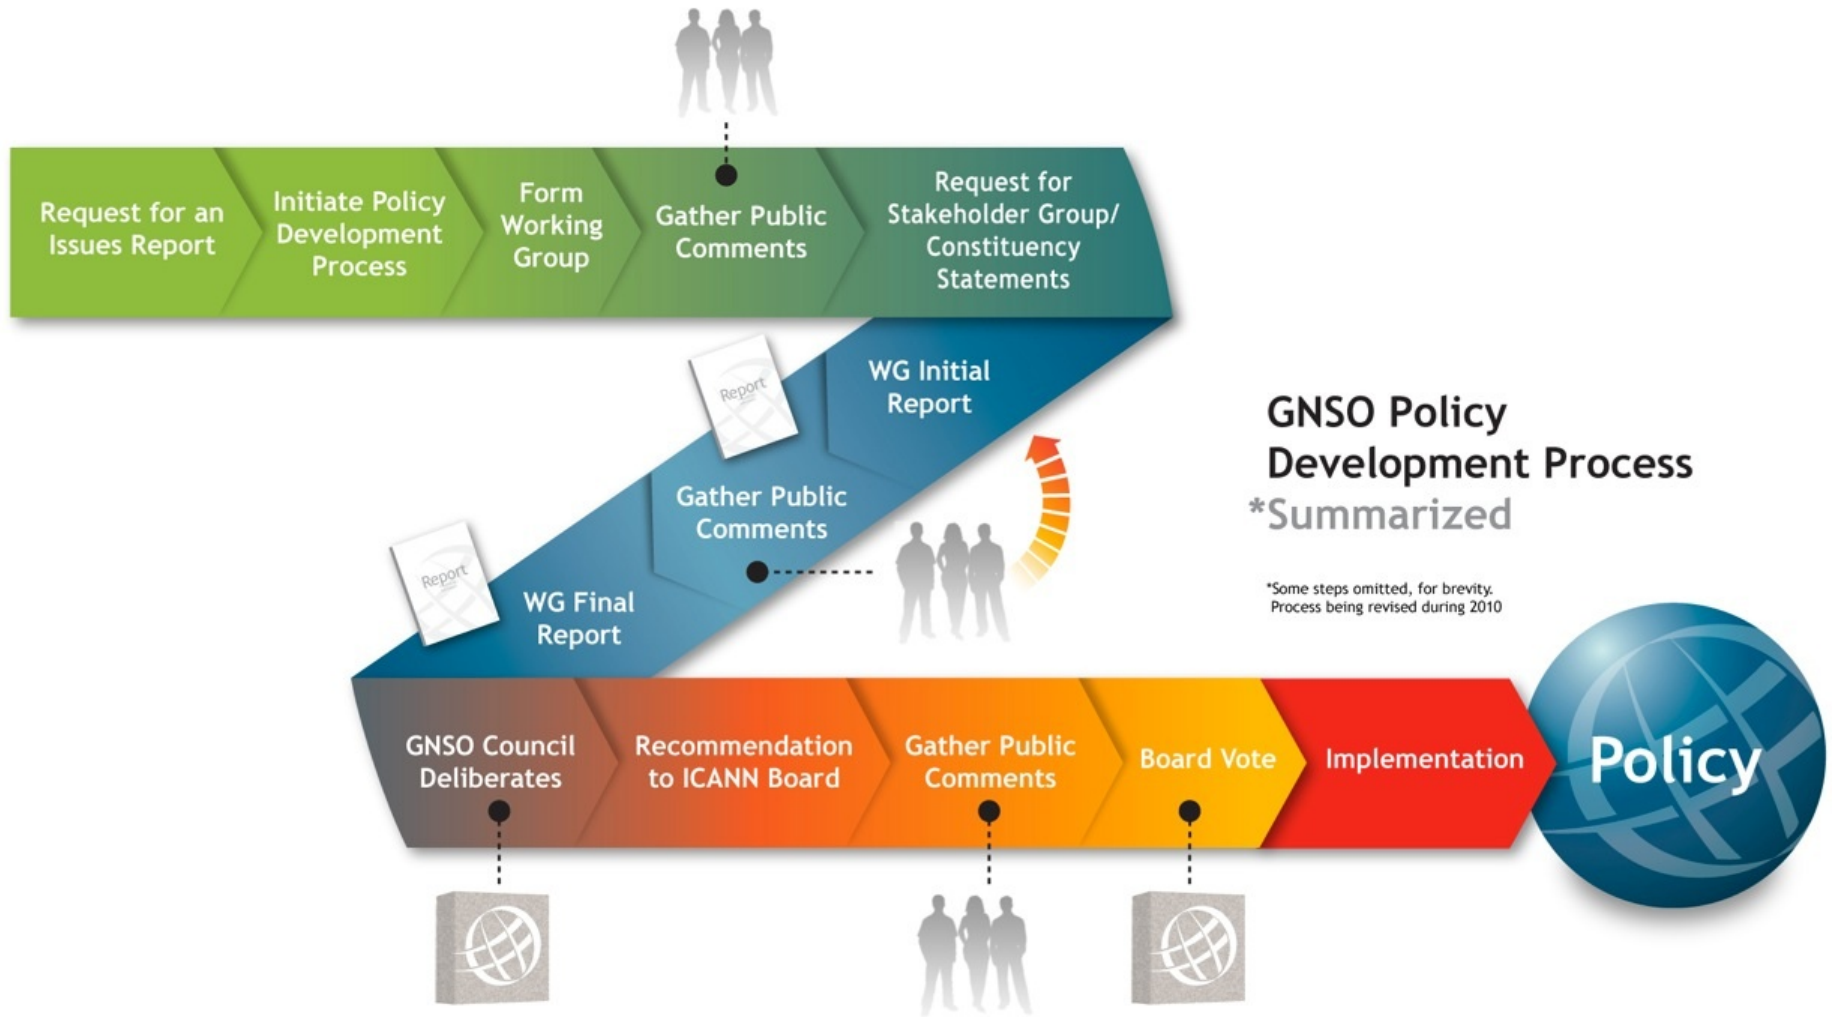 Request for an
Issues Report
Initiate Policy
Development
Process
Form
Working
Group
Gather Public
Comments
Request for
Stakeholder Group/
Constituency
Statements
WG Initial
Report
Report
Gather Public
Comments
Report
WG Final
Report
GNSO Policy
Development Process
*Summarized
*Some steps omitted, for brevity.
Process being revised during 2010
GNSO Council
Deliberates
Recommendation
to ICANN Board
Gather Public
Comments
Board Vote
Implementation
Policy